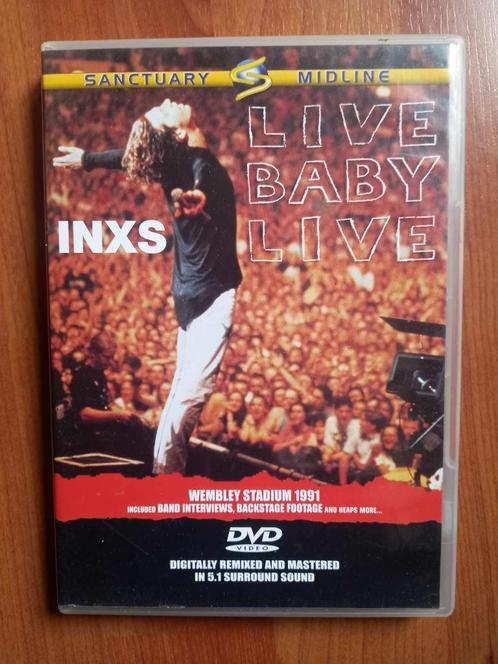 SANCTUARY S MIDLINE
LIVE
BABY
LIVE
INXS
WEMBLEY STADIUM 1991
INCLUDED BAND INTERVIEWS, BACKSTAGE FOOTAGE AND HEAPS MORE...
DVD
VIDEO
DIGITALLY REMIXED AND MASTERED
IN 5.1 SURROUND SOUND